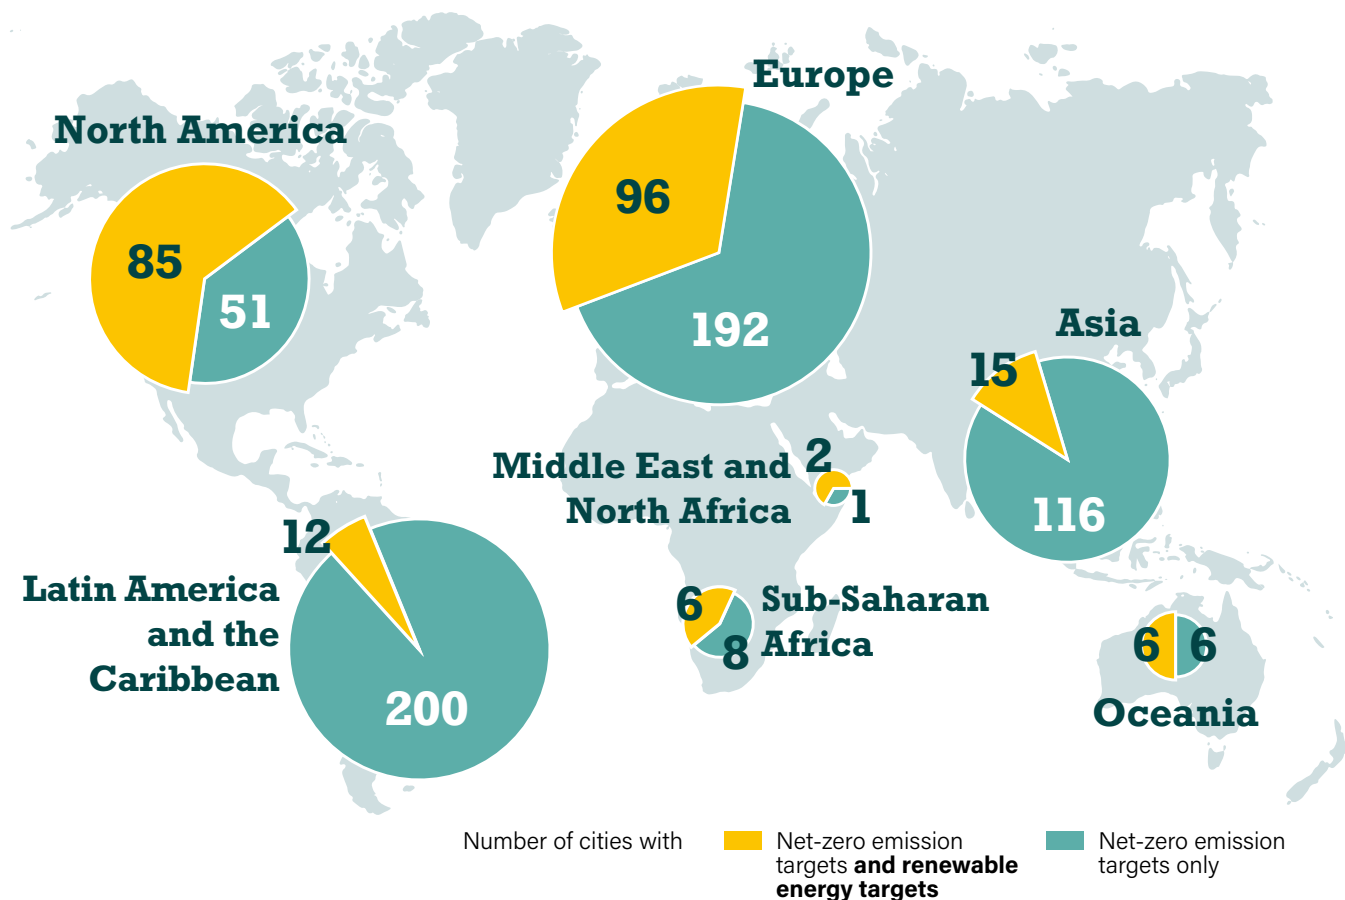 Europe
North America
96
85
51
192
Asia
15
Middle East and
North Africa
2
1
116
12
Latin America
and the
Caribbean
200
6
8
Sub-Saharan
Africa
6
6
Oceania
Number of cities with
Net-zero emission
targets and renewable
energy targets
Net-zero emission
targets only